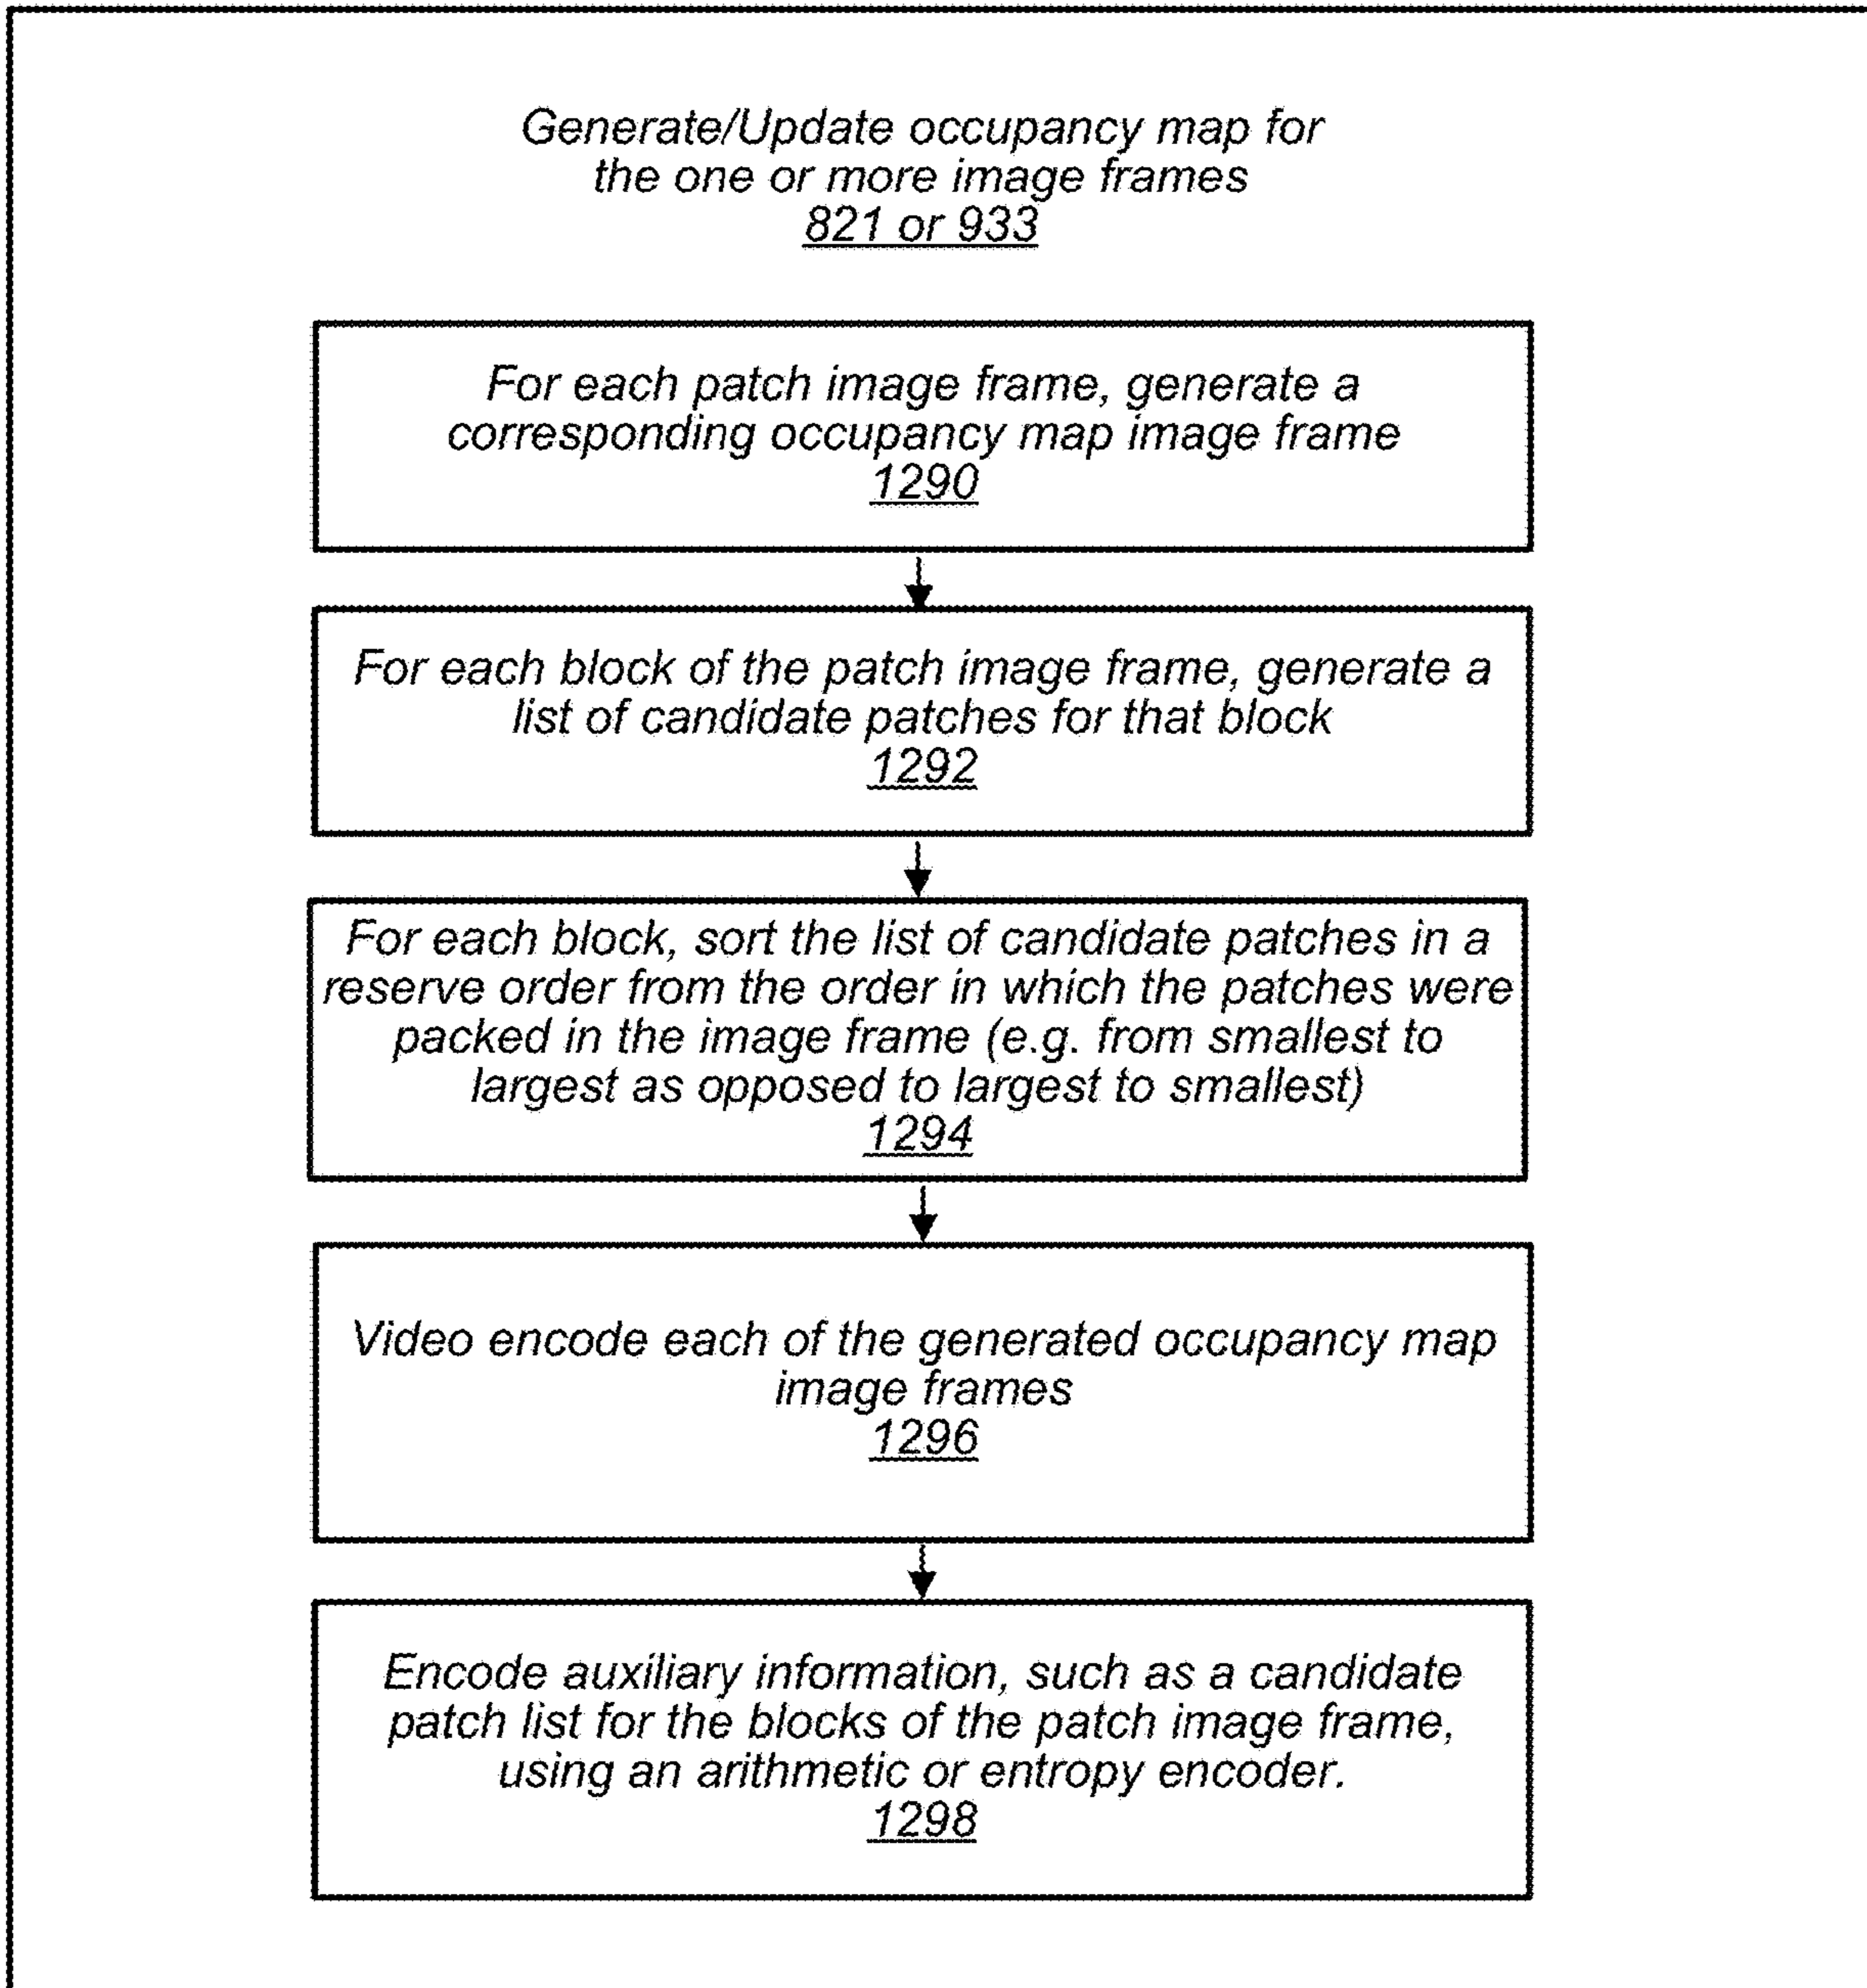 Generate/Update occupancy map for
the one or more image frames
821 or 933
For each patch image frame, generate a
corresponding occupancy map image frame
1290
For each block of the patch image frame, generate a
list of candidate patches for that block
1292
For each block, sort the list of candidate patches in a
reserve order from the order in which the patches were
packed in the image frame (e.g. from smallest to
largest as opposed to largest to smallest)
1294
Video encode each of the generated occupancy map
image frames
1296
Encode auxiliary information, such as a candidate
patch list for the blocks of the patch image frame,
using an arithmetic or entropy encoder.
1298